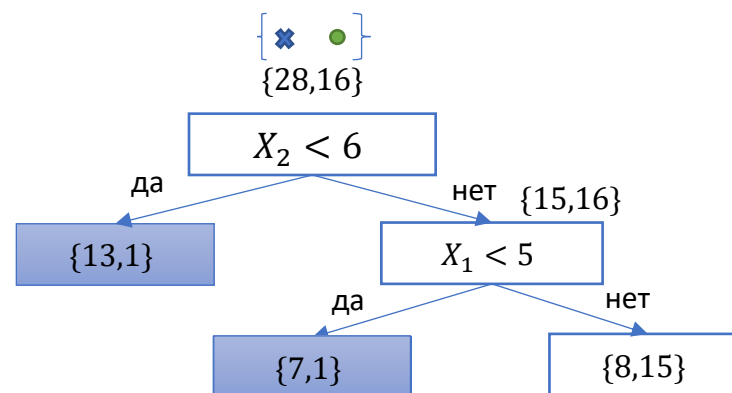 {28,16}
X₂ < 6
да
нет
{15,16}
{13,1}
X₁ < 5
да
нет
{7,1}
{8,15}